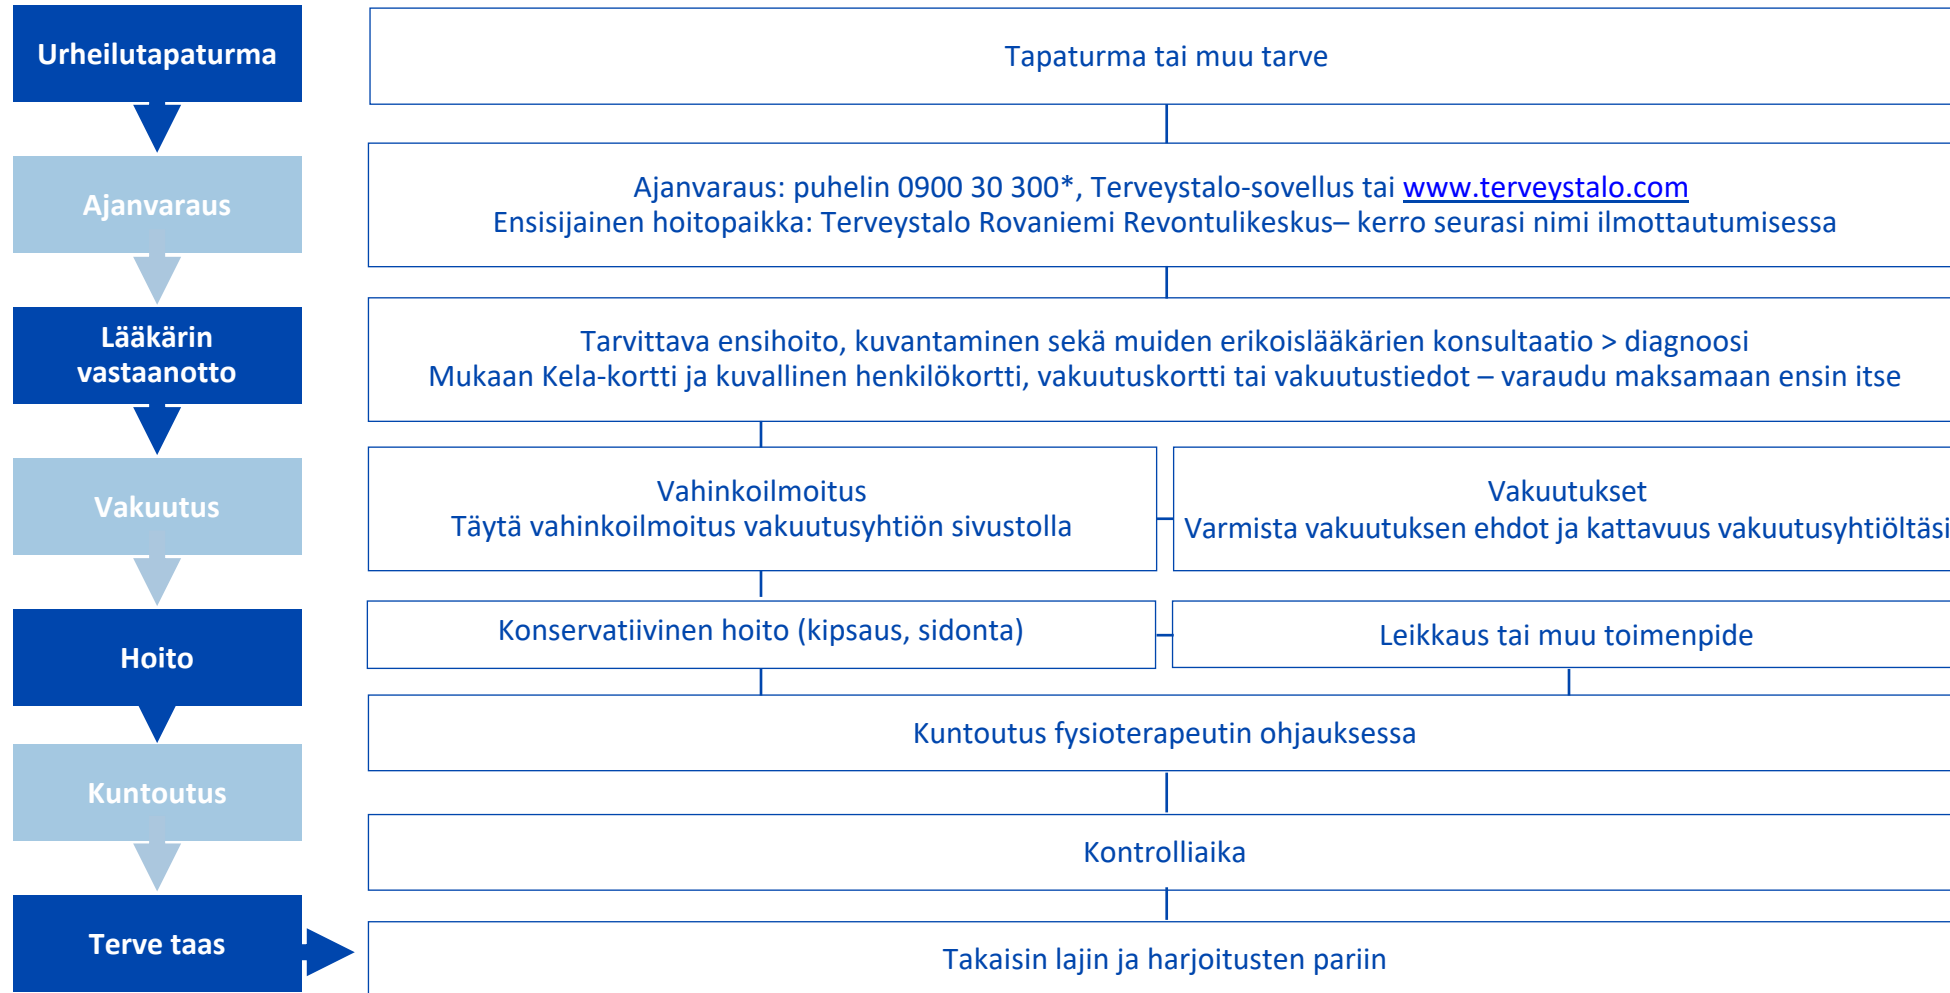 Urheilutapaturma
Tapaturma tai muu tarve
Ajanvaraus
Ajanvaraus: puhelin 0900 30 300*, Terveystalo-sovellus tai www.terveystalo.com
Ensisijainen hoitopaikka: Terveystalo Rovaniemi Revontulikeskus– kerro seurasi nimi ilmottautumisessa
Lääkärin
vastaanotto
Tarvittava ensihoito, kuvantaminen sekä muiden erikoislääkärien konsultaatio > diagnoosi
Mukaan Kela-kortti ja kuvallinen henkilökortti, vakuutuskortti tai vakuutustiedot – varaudu maksamaan ensin itse
Vakuutus
Vahinkoilmoitus
Täytä vahinkoilmoitus vakuutusyhtiön sivustolla
Vakuutukset
Varmista vakuutuksen ehdot ja kattavuus vakuutusyhtiöltäsi
Hoito
Konservatiivinen hoito (kipsaus, sidonta)
Leikkaus tai muu toimenpide
Kuntoutus
Kuntoutus fysioterapeutin ohjauksessa
Kontrolliaika
Terve taas
Takaisin lajin ja harjoitusten pariin